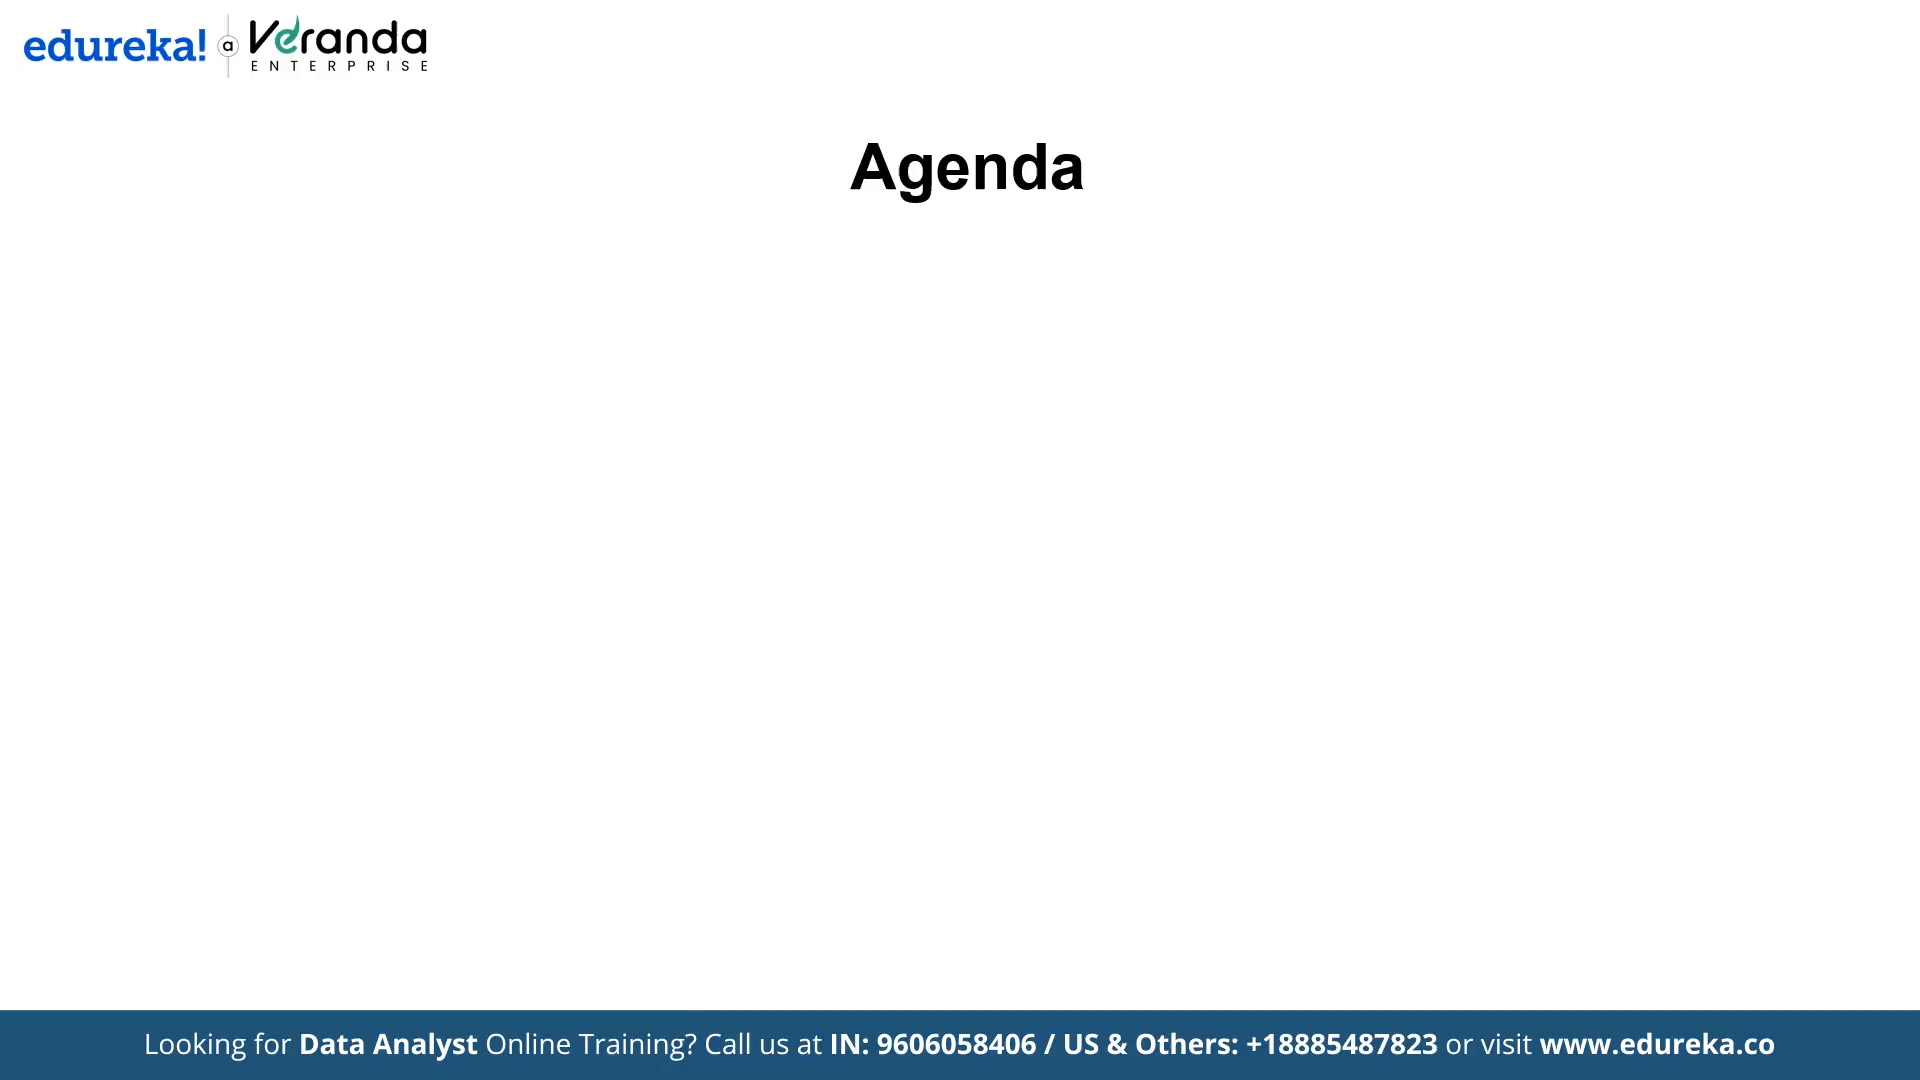 edureka! a Veranda
ENTERPRISE
Agenda
Looking for Data Analyst Online Training? Call us at IN: 9606058406 / US & Others: +18885487823 or visit www.edureka.co